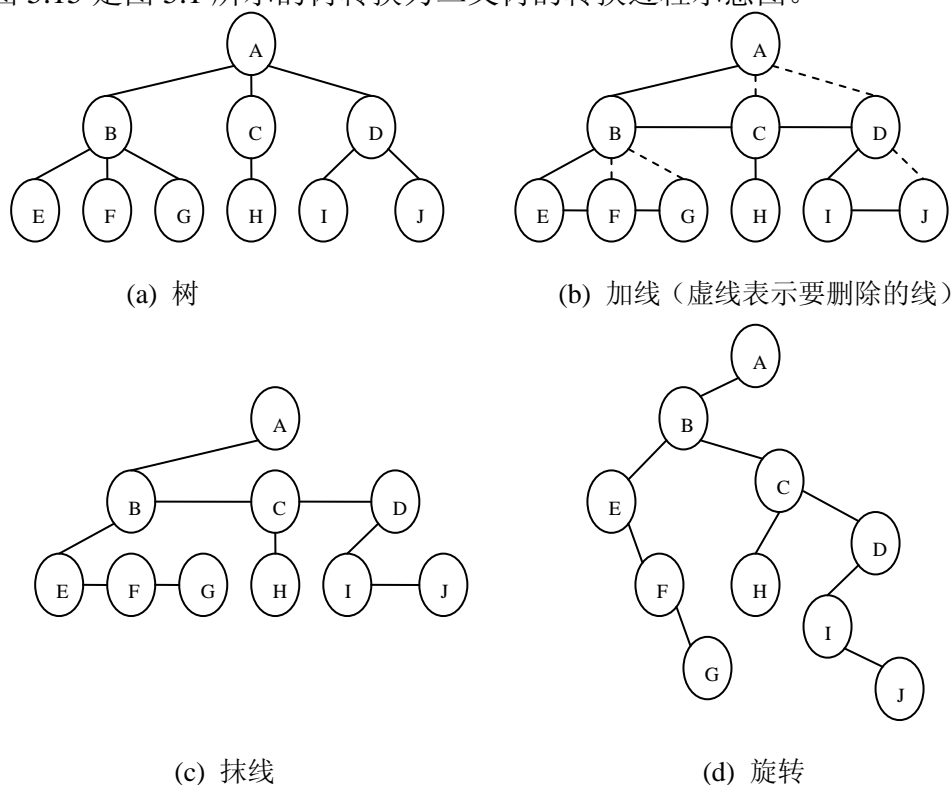 图 5.15 是图 5.1 所示的树转换为二叉树的转换过程示意图。
A
B C D
E F G H I J
(a) 树
A
B C D
E F G H I J
(b) 加线（虚线表示要删除的线）
A
B C D
E F G H I J
(c) 抹线
A
B
C
E
D
F H
I
G
J
(d) 旋转